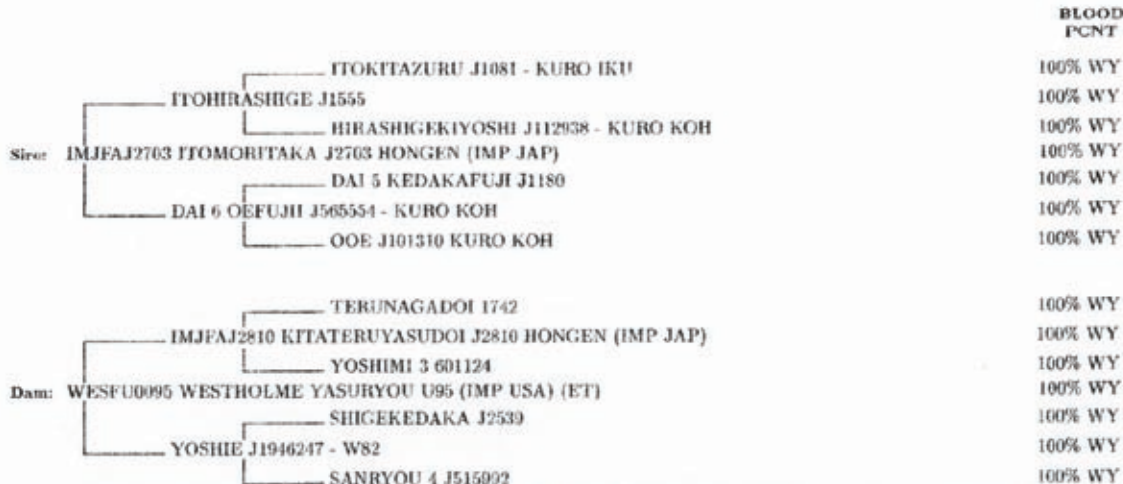 BLOOD
PCNT
ITOKITAZURU J1081 - KURO IKU 100% WY
ITOHIRASHIGE J1555 100% WY
HIRASHIGEKIYOSHI J112938 - KURO KOH 100% WY
Sire: IMJFAJ2703 ITOMORITAKA J2703 HONGEN (IMP JAP) 100% WY
DAI 5 KEDAKAFUJI J1180 100% WY
DAI 6 OEFUJII J565554 - KURO KOH 100% WY
OOE J101310 KURO KOH 100% WY
TERUNAGADOI 1742 100% WY
IMJFAJ2810 KITATERUYASUDOI J2810 HONGEN (IMP JAP) 100% WY
YOSHIMI 3 601124 100% WY
Dam: WESFU0095 WESTHOLME YASURYOU U95 (IMP USA) (ET) 100% WY
SHIGEKEDAKA J2539 100% WY
YOSHIE J1946247 - W82 100% WY
SANRYOU 4 J515992 100% WY